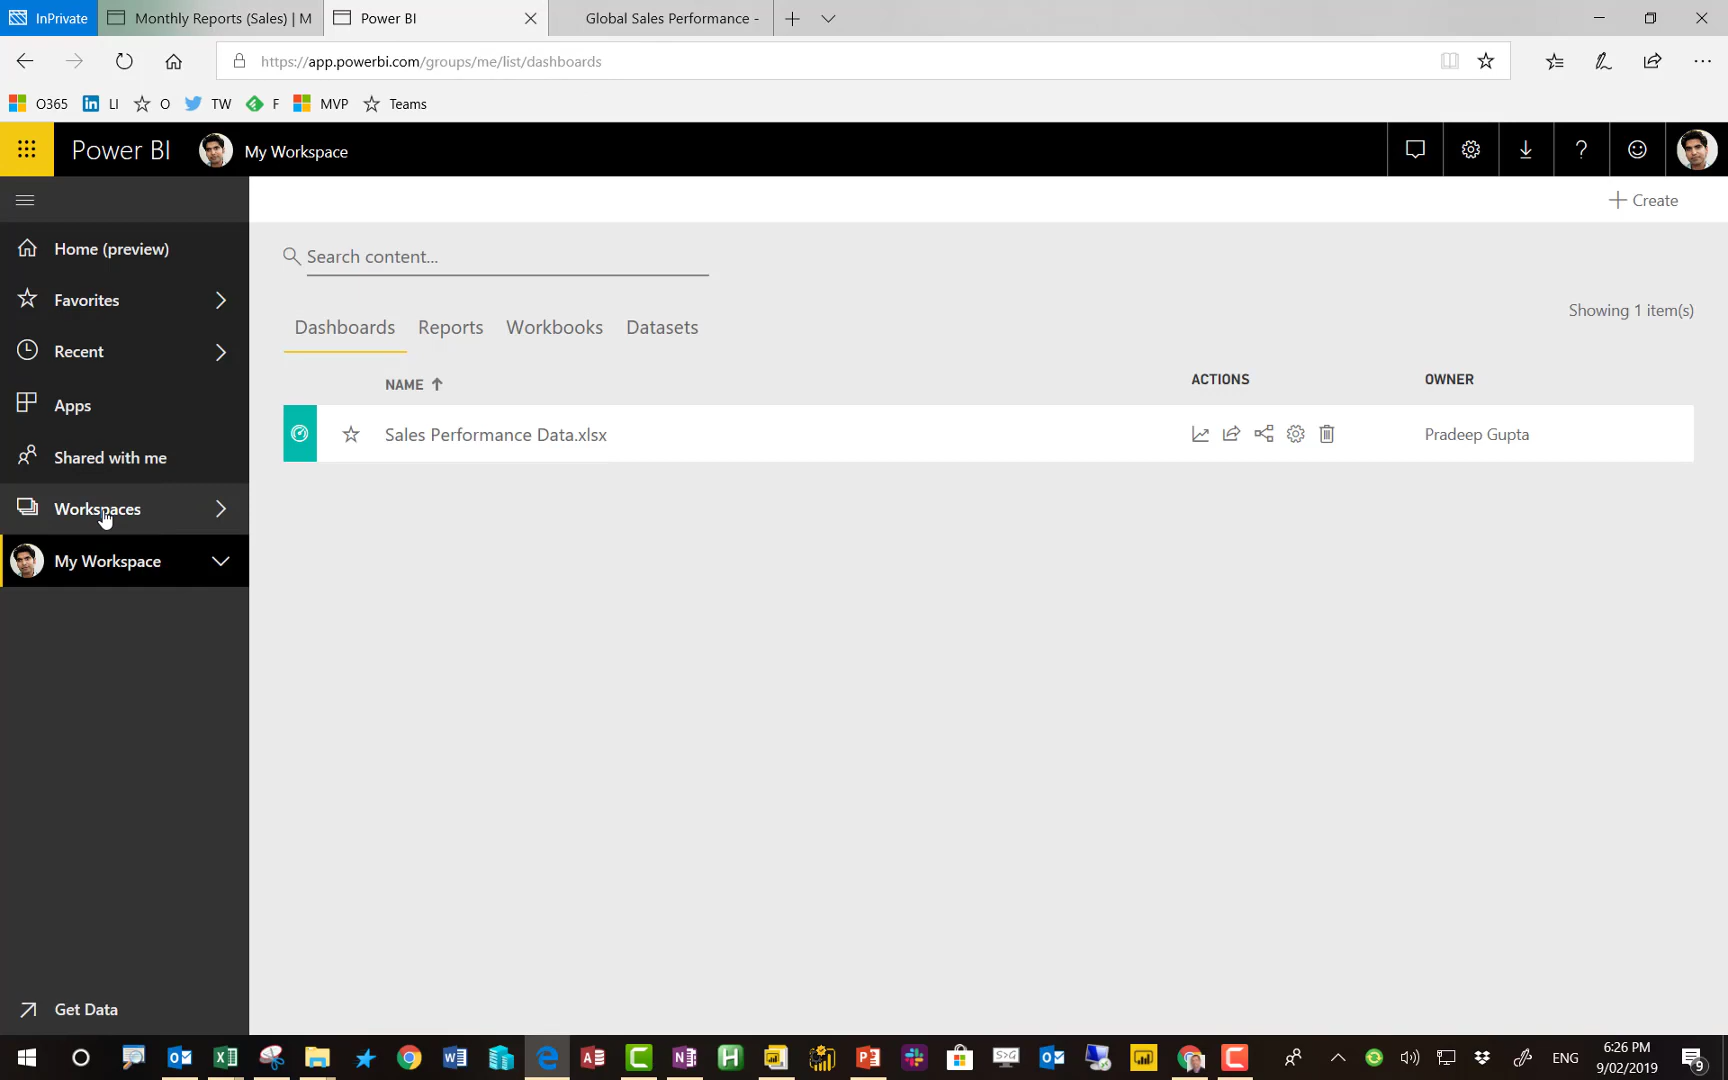 InPrivate
Monthly Reports (Sales) | M
Power BI
Global Sales Performance -
https://app.powerbi.com/groups/me/list/dashboards
O365
LI
O
TW
F
MVP
Teams
Power BI
My Workspace
Create
Home (preview)
Search content...
Favorites
Showing 1 item(s)
Dashboards
Reports
Workbooks
Datasets
Recent
NAME
ACTIONS
OWNER
Apps
Sales Performance Data.xlsx
Pradeep Gupta
Shared with me
Workspaces
My Workspace
Get Data
ENG
6:26 PM
9/02/2019
9